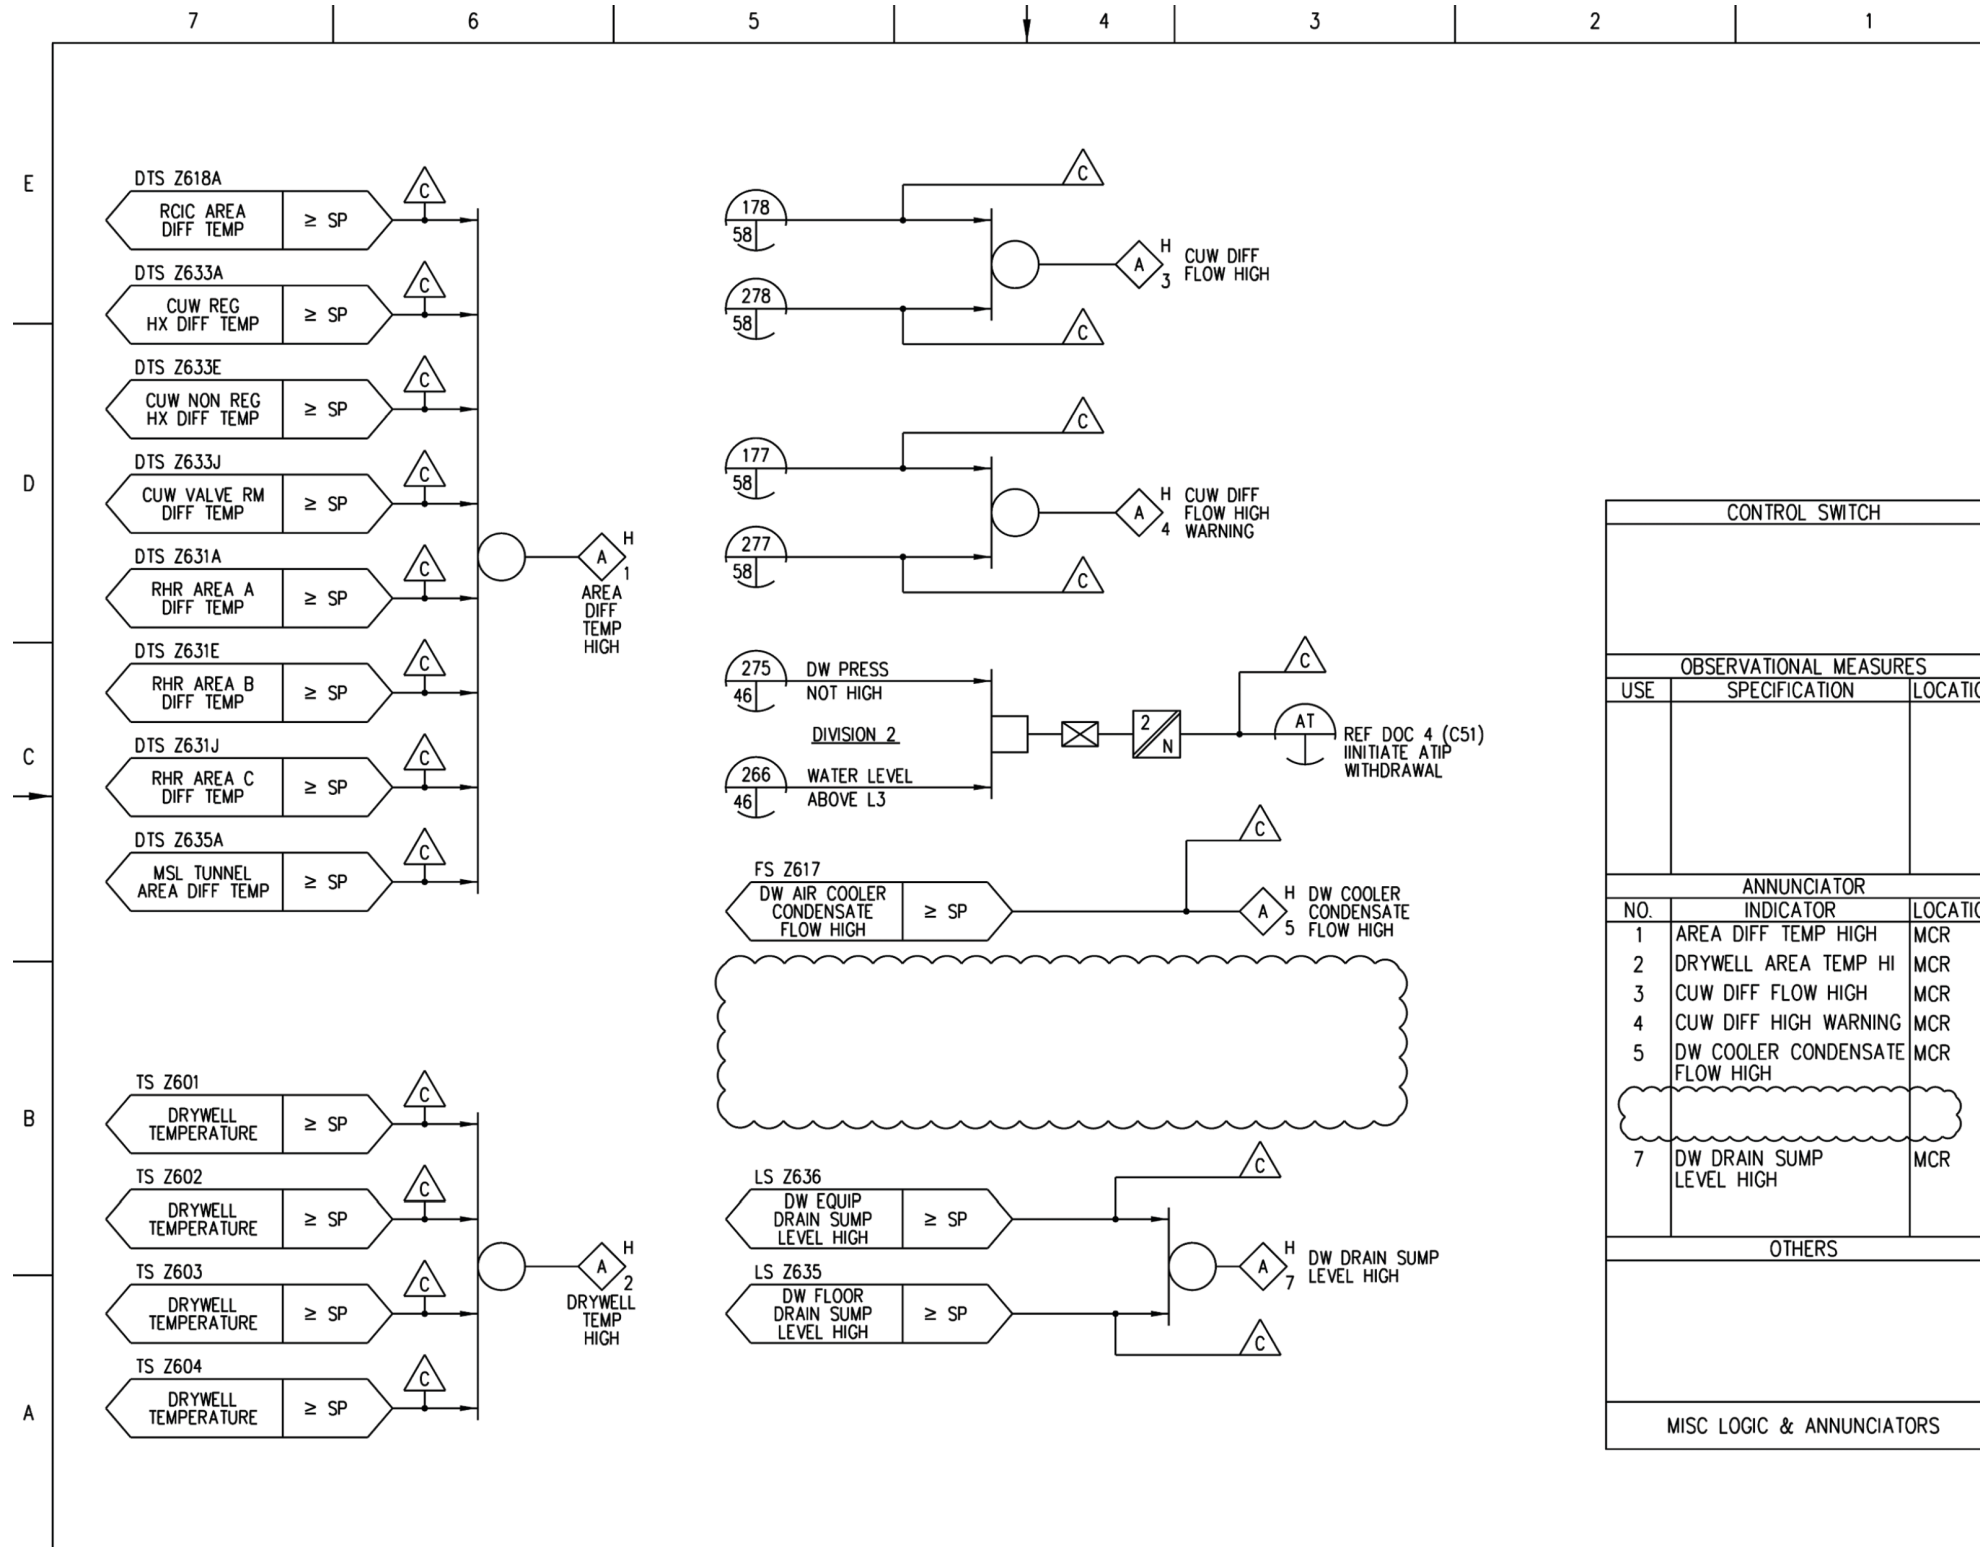 7 6 5 4 3 2 1
E
D
C
B
A
DTS Z618A
RCIC AREA
DIFF TEMP
≥ SP
C
DTS Z633A
CUW REG
HX DIFF TEMP
≥ SP
C
DTS Z633E
CUW NON REG
HX DIFF TEMP
≥ SP
C
DTS Z633J
CUW VALVE RM
DIFF TEMP
≥ SP
C
DTS Z631A
RHR AREA A
DIFF TEMP
≥ SP
C
DTS Z631E
RHR AREA B
DIFF TEMP
≥ SP
C
DTS Z631J
RHR AREA C
DIFF TEMP
≥ SP
C
DTS Z635A
MSL TUNNEL
AREA DIFF TEMP
≥ SP
C
A
H
1
AREA
DIFF
TEMP
HIGH
TS Z601
DRYWELL
TEMPERATURE
≥ SP
C
TS Z602
DRYWELL
TEMPERATURE
≥ SP
C
TS Z603
DRYWELL
TEMPERATURE
≥ SP
C
TS Z604
DRYWELL
TEMPERATURE
≥ SP
C
A
H
2
DRYWELL
TEMP
HIGH
178
58
C
278
58
C
A
H
3
CUW DIFF
FLOW HIGH
177
58
C
277
58
C
A
H
4
CUW DIFF
FLOW HIGH
WARNING
275
46
DW PRESS
NOT HIGH
DIVISION 2
266
46
WATER LEVEL
ABOVE L3
2
N
C
AT
REF DOC 4 (C51)
IINITIATE ATIP
WITHDRAWAL
FS Z617
DW AIR COOLER
CONDENSATE
FLOW HIGH
≥ SP
C
A
H
5
DW COOLER
CONDENSATE
FLOW HIGH
LS Z636
DW EQUIP
DRAIN SUMP
LEVEL HIGH
≥ SP
C
LS Z635
DW FLOOR
DRAIN SUMP
LEVEL HIGH
≥ SP
C
A
H
7
DW DRAIN SUMP
LEVEL HIGH
CONTROL SWITCH
OBSERVATIONAL MEASURES
USE SPECIFICATION LOCATIO
ANNUNCIATOR
NO. INDICATOR LOCATIO
1 AREA DIFF TEMP HIGH MCR
2 DRYWELL AREA TEMP HI MCR
3 CUW DIFF FLOW HIGH MCR
4 CUW DIFF HIGH WARNING MCR
5 DW COOLER CONDENSATE MCR
FLOW HIGH
7 DW DRAIN SUMP MCR
LEVEL HIGH
OTHERS
MISC LOGIC & ANNUNCIATORS